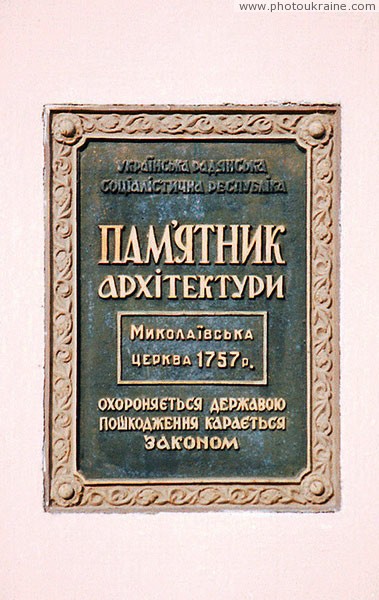 www.photoukraine.com
УКРАЇНСЬКА РАДЯНСЬКА
СОЦІАЛІСТИЧНА РЕСПУБЛІКА
ПАМ'ЯТНИК
АРХІТЕКТУРИ
МИКОЛАЇВСЬКА
ЦЕРКВА 1757 р.
ОХОРОНЯЄТЬСЯ ДЕРЖАВОЮ
ПОШКОДЖЕННЯ КАРАЄТЬСЯ
ЗАКОНОМ